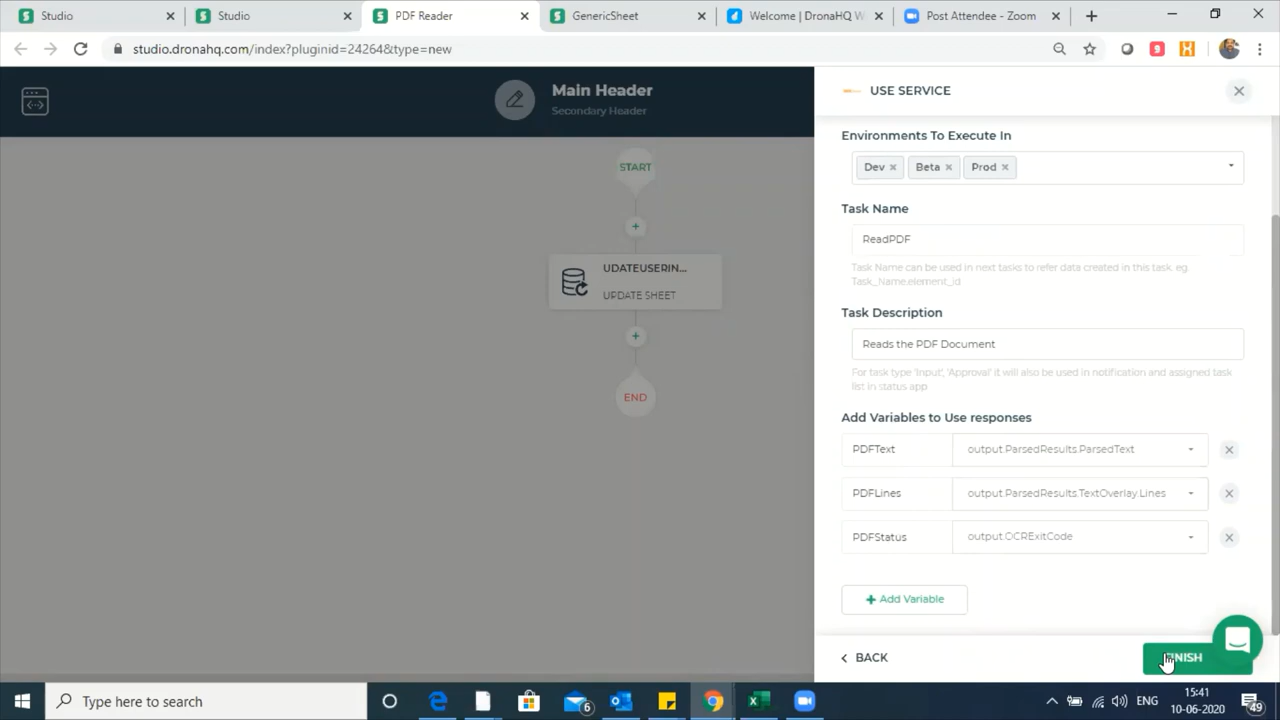 Studio
Studio
PDF Reader
GenericSheet
Welcome | DronaHQ W
Post Attendee - Zoom
studio.dronahq.com/index?pluginid=24264&type=new
Main Header
Secondary Header
START
UDATEUSERIN...
UPDATE SHEET
END
USE SERVICE
Environments To Execute In
Dev
Beta
Prod
Task Name
ReadPDF
Task Name can be used in next tasks to refer data created in this task. eg
Task_Name.element_id
Task Description
Reads the PDF Document
For task type 'Input', 'Approval' it will also be used in notification and assigned task
list in status app
Add Variables to Use responses
PDFText
output.ParsedResults.ParsedText
PDFLines
output.ParsedResults.TextOverlay.Lines
PDFStatus
output.OCRExitCode
+ Add Variable
BACK
FINISH
Type here to search
6
ENG
15:41
10-06-2020
49